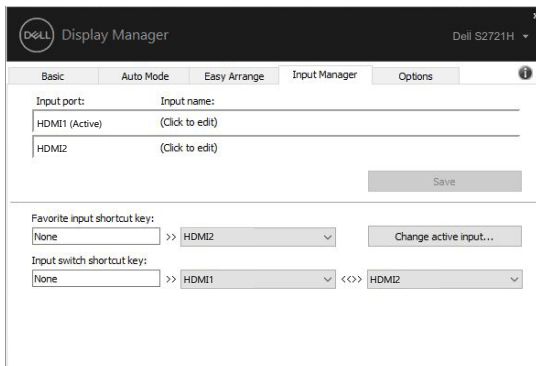 DELL Display Manager
Dell S2721H
Basic Auto Mode Easy Arrange Input Manager Options
Input port: Input name:
HDMI1 (Active) (Click to edit)
HDMI2 (Click to edit)
Save
Favorite input shortcut key:
None >> HDMI2 Change active input...
Input switch shortcut key:
None >> HDMI1 <<>> HDMI2